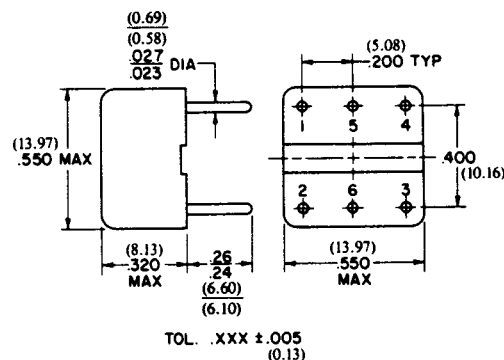 (0.69)
(0.58)
.027
.023 DIA
(5.08)
.200 TYP
1 5 4
(13.97)
.550 MAX
.400
(10.16)
2 6 3
(8.13)
.320
MAX
.26
.24
(6.60)
(6.10)
(13.97)
.550
MAX
TOL. .XXX ±.005
(0.13)